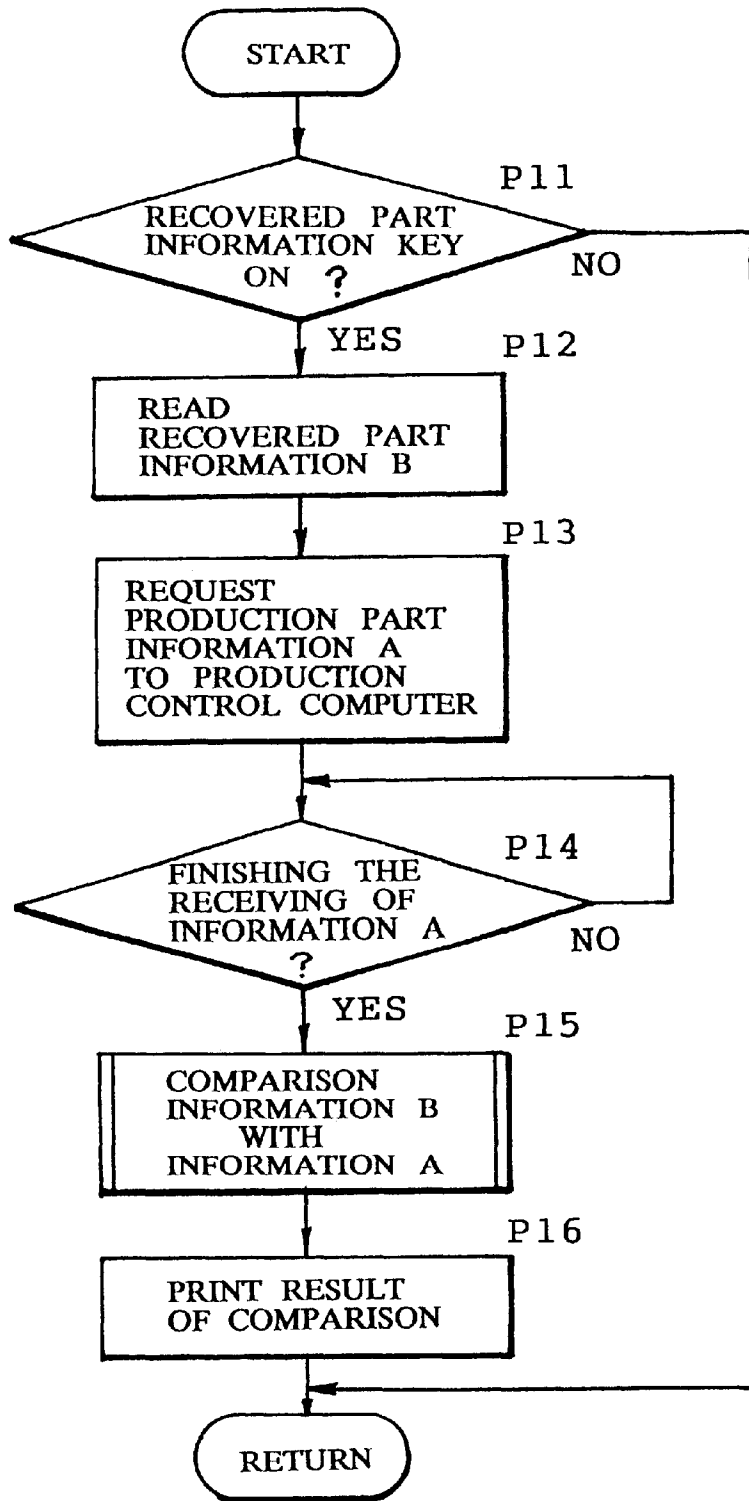 START
P11
RECOVERED PART
INFORMATION KEY
ON ?
NO
YES
P12
READ
RECOVERED PART
INFORMATION B
P13
REQUEST
PRODUCTION PART
INFORMATION A
TO PRODUCTION
CONTROL COMPUTER
P14
FINISHING THE
RECEIVING OF
INFORMATION A
?
NO
YES
P15
COMPARISON
INFORMATION B
WITH
INFORMATION A
P16
PRINT RESULT
OF COMPARISON
RETURN